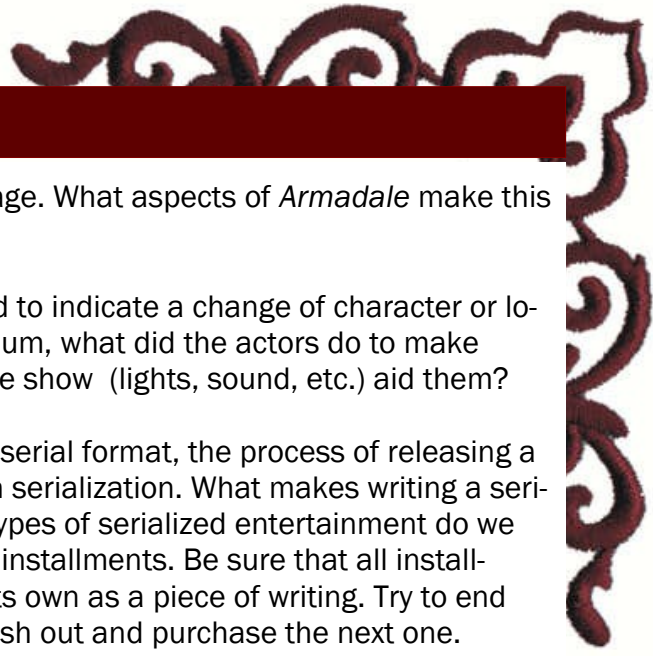 age. What aspects of Armadale make this
d to indicate a change of character or lo-
um, what did the actors do to make
e show (lights, sound, etc.) aid them?
serial format, the process of releasing a
serialization. What makes writing a seri-
ypes of serialized entertainment do we
installments. Be sure that all install-
ts own as a piece of writing. Try to end
sh out and purchase the next one.